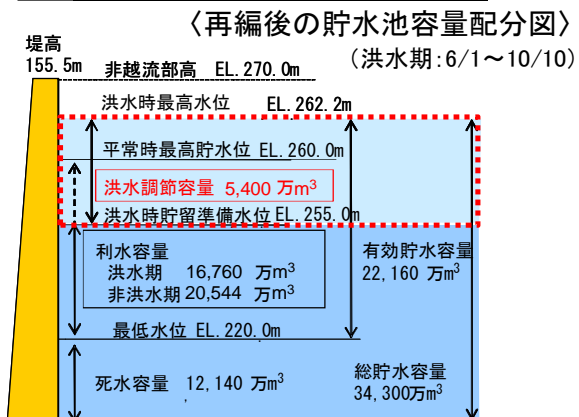 〈再編後の貯水池容量配分図〉
(洪水期:6/1～10/10)
堤高
155.5m
非越流部高 EL.270.0m
洪水時最高水位 EL.262.2m
平常時最高貯水位 EL.260.0m
洪水調節容量 5,400 万m³
洪水時貯留準備水位 EL.255.0m
利水容量
洪水期 16,760 万m³
非洪水期 20,544 万m³
有効貯水容量
22,160 万m³
最低水位 EL.220.0m
死水容量 12,140 万m³
総貯水容量
34,300万m³